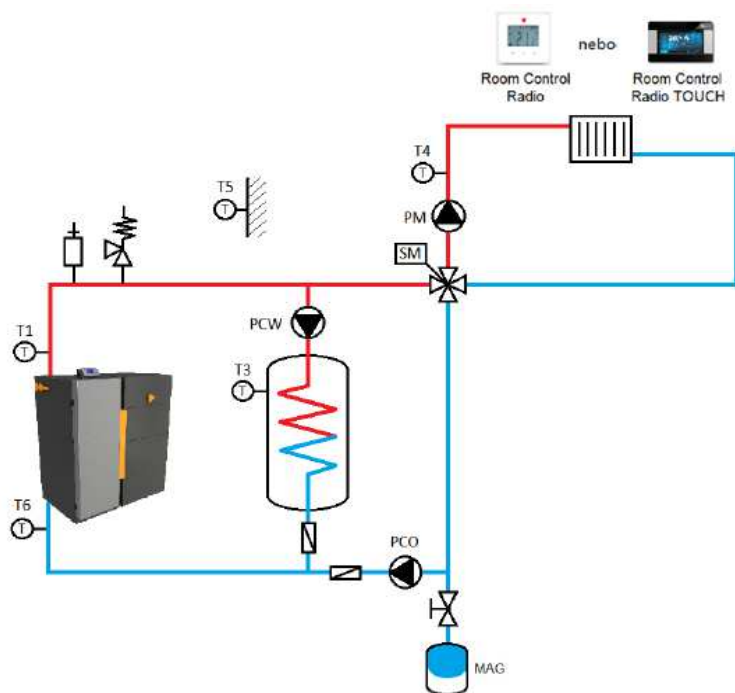 nebo
Room Control
Radio
Room Control
Radio TOUCH
T4
T
T5
T
PM
SM
T1
T
PCW
T3
T
T6
T
PCO
MAG